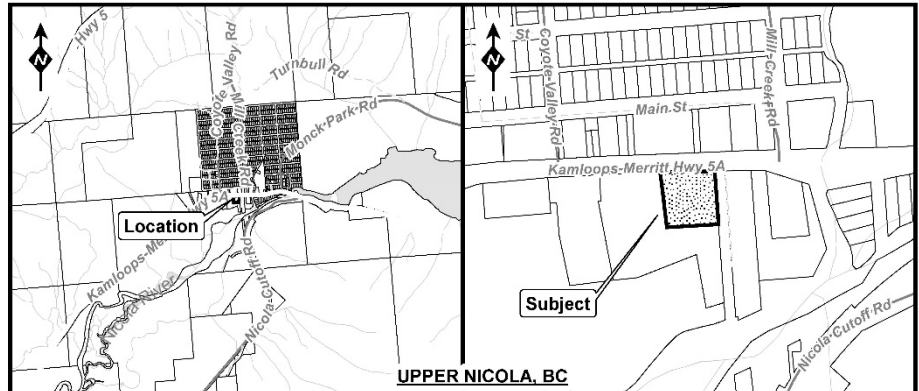 Hwy 5
Coyote-Valley Rd
Mill-Creek-Rd
Turnbull Rd
Monck-Park-Rd
Kamloops-Merritt Hwy 5A
Location
Nicola River
Nicola-Cutoff-Rd
N
St
Coyote-Valley-Rd
Mill-Creek-Rd
Main-St
Kamloops-Merritt Hwy 5A
Subject
Nicola Cutoff Rd
N
UPPER NICOLA, BC